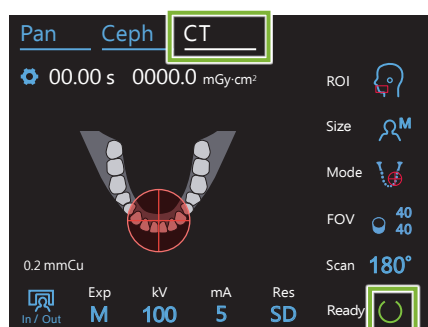 Pan Ceph CT
00.00 s 0000.0 mGy·cm²
ROI
Size M
Mode
FOV 40 40
0.2 mmCu
Scan 180°
Exp kV mA Res
In / Out M 100 5 SD
Ready